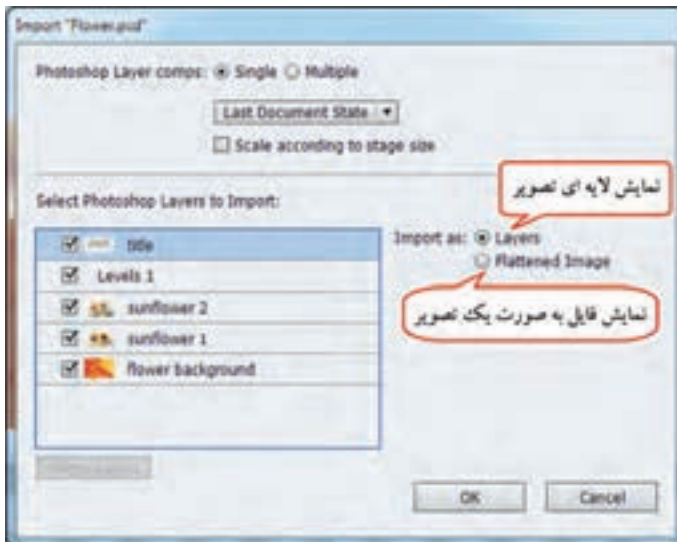 Import "Flower.psd"
Photoshop Layer comps: Single Multiple
Last Document State
Scale according to stage size
نمایش لایه ای تصویر
Select Photoshop Layers to Import:
Import as: Layers
Flattened Image
title
Levels 1
sunflower 2
sunflower 1
flower background
نمایش فایل به صورت یک تصویر
OK
Cancel